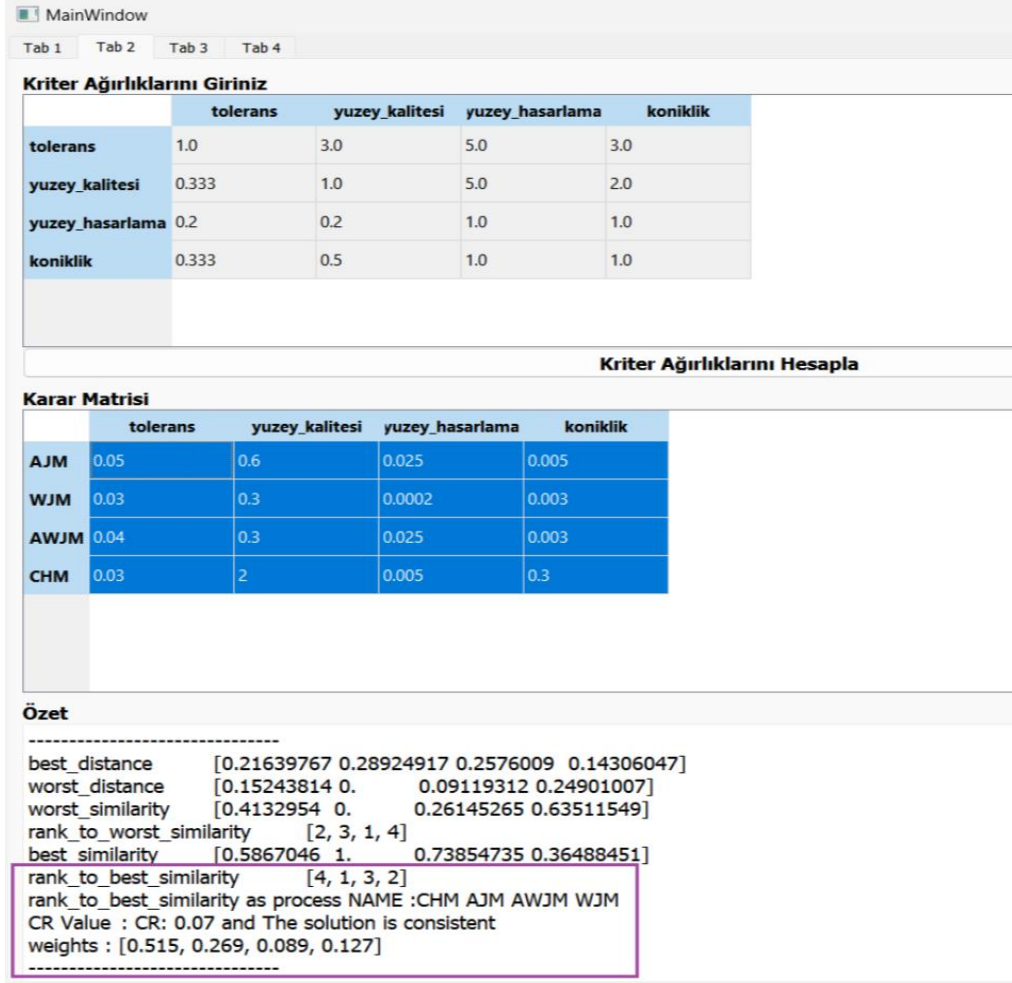 MainWindow
Tab 1 Tab 2 Tab 3 Tab 4
Kriter Ağırlıklarını Giriniz
tolerans yuzey_kalitesi yuzey_hasarlama koniklik
tolerans 1.0 3.0 5.0 3.0
yuzey_kalitesi 0.333 1.0 5.0 2.0
yuzey_hasarlama 0.2 0.2 1.0 1.0
koniklik 0.333 0.5 1.0 1.0
Kriter Ağırlıklarını Hesapla
Karar Matrisi
tolerans yuzey_kalitesi yuzey_hasarlama koniklik
AJM 0.05 0.6 0.025 0.005
WJM 0.03 0.3 0.0002 0.003
AWJM 0.04 0.3 0.025 0.003
CHM 0.03 2 0.005 0.3
Özet
-------------------------------
best_distance [0.21639767 0.28924917 0.2576009 0.14306047]
worst_distance [0.15243814 0. 0.09119312 0.24901007]
worst_similarity [0.4132954 0. 0.26145265 0.63511549]
rank_to_worst_similarity [2, 3, 1, 4]
best_similarity [0.5867046 1. 0.73854735 0.36488451]
rank_to_best_similarity [4, 1, 3, 2]
rank_to_best_similarity as process NAME :CHM AJM AWJM WJM
CR Value : CR: 0.07 and The solution is consistent
weights : [0.515, 0.269, 0.089, 0.127]
-------------------------------